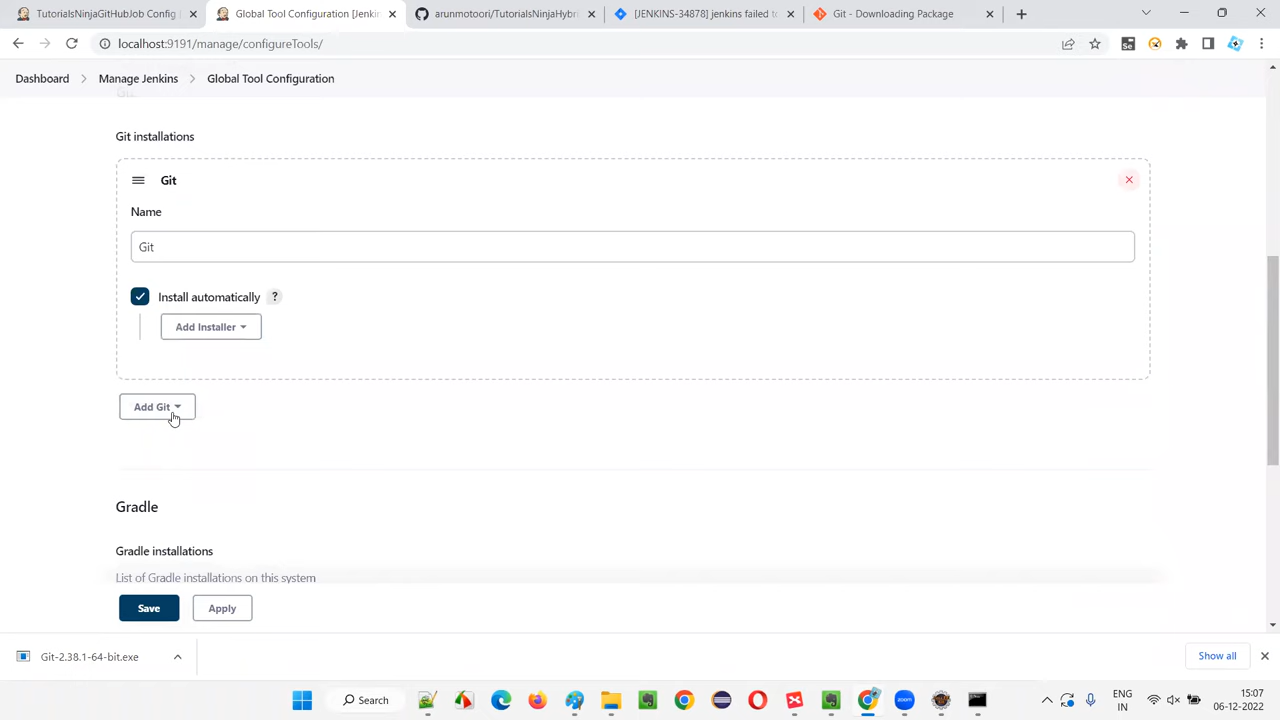 TutorialsNinjaGitHubJob Config
Global Tool Configuration [Jenki
arunmotoori/TutorialsNinjaHybri
[JENKINS-34878] jenkins failed to
Git - Downloading Package
localhost:9191/manage/configureTools/
Dashboard
Manage Jenkins
Global Tool Configuration
Git installations
Git
Name
Git
Install automatically ?
Add Installer
Add Git
Gradle
Gradle installations
List of Gradle installations on this system
Save
Apply
Git-2.38.1-64-bit.exe
Show all
Search
ENG
IN
15:07
06-12-2022